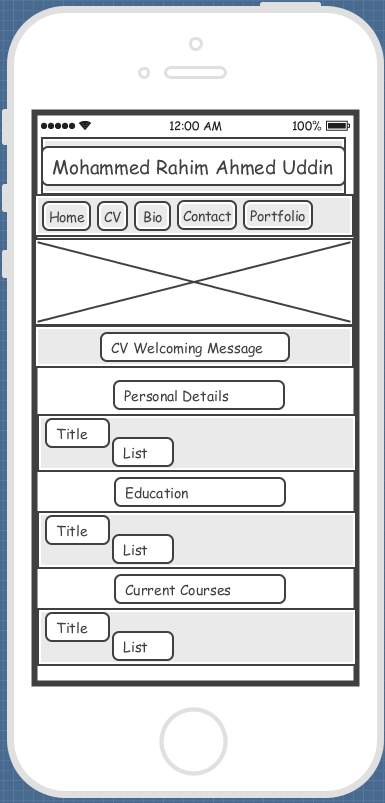 12:00 AM 100%
Mohammed Rahim Ahmed Uddin
Home CV Bio Contact Portfolio
CV Welcoming Message
Personal Details
Title
List
Education
Title
List
Current Courses
Title
List